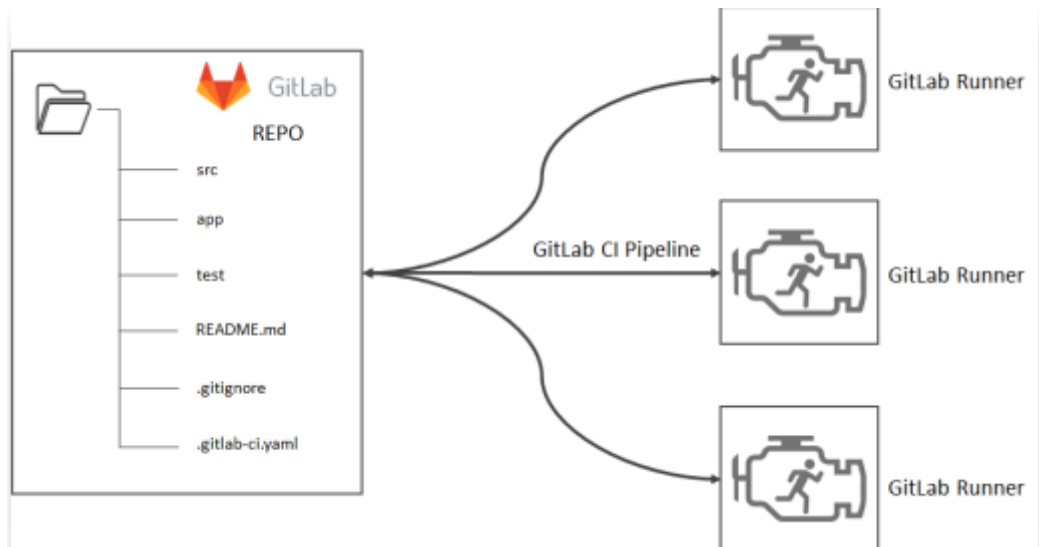 GitLab
REPO
src
app
test
README.md
.gitignore
.gitlab-ci.yaml
GitLab CI Pipeline
GitLab Runner
GitLab Runner
GitLab Runner